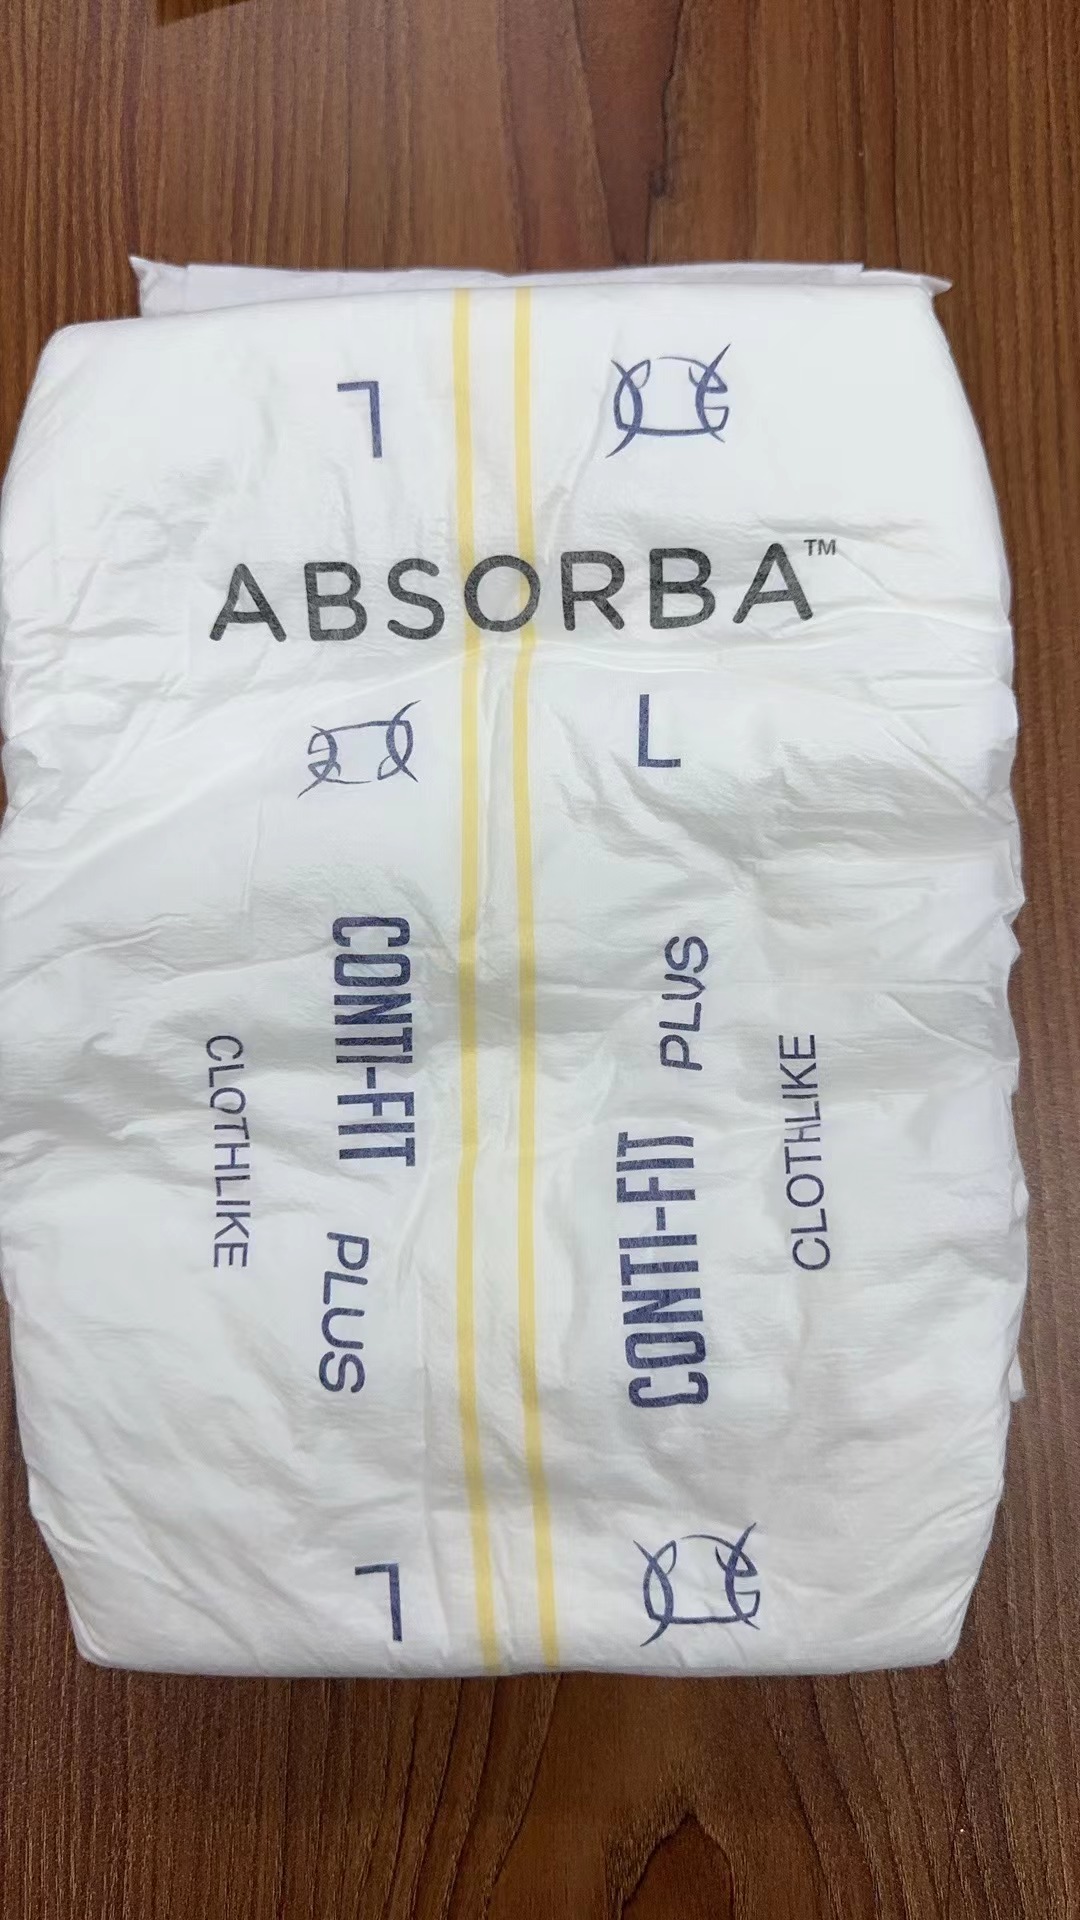 L
ABSORBA™
L
CONTI-FIT PLUS
CLOTHLIKE
CONTI-FIT PLUS
CLOTHLIKE
L